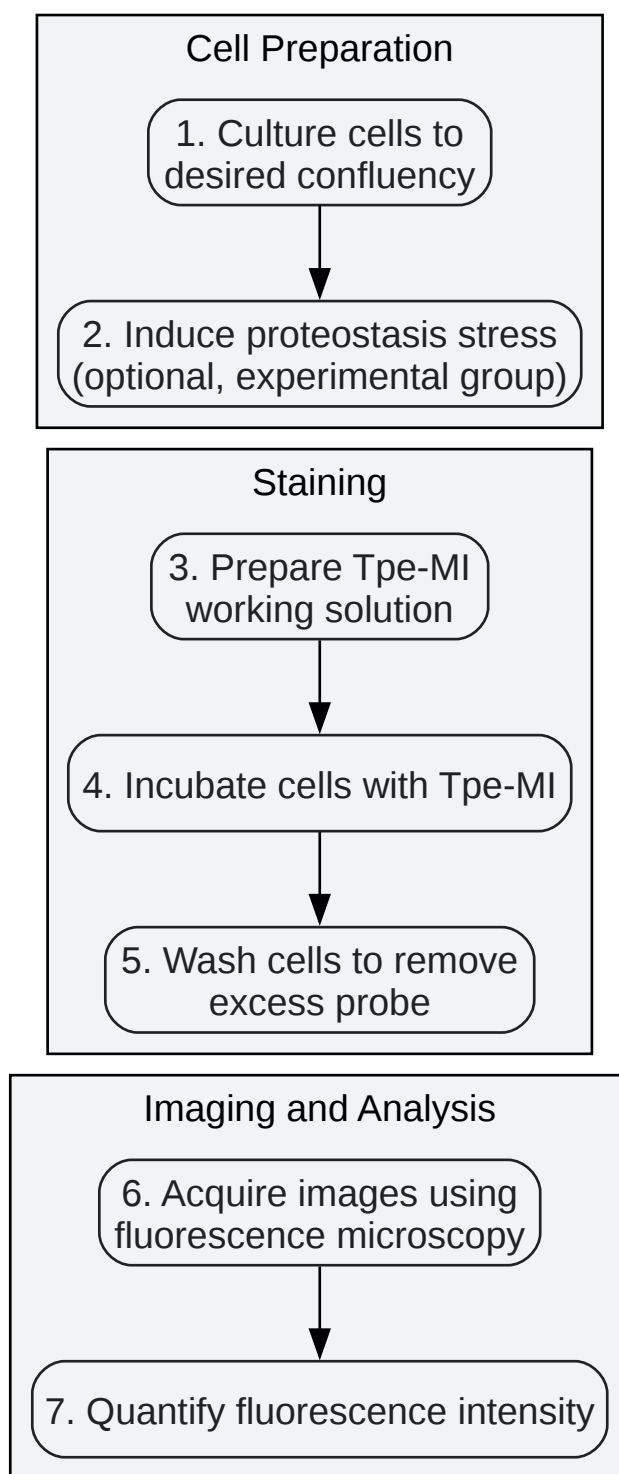 Cell Preparation
1. Culture cells to
desired confluency
2. Induce proteostasis stress
(optional, experimental group)
Staining
3. Prepare Tpe-MI
working solution
4. Incubate cells with Tpe-MI
5. Wash cells to remove
excess probe
Imaging and Analysis
6. Acquire images using
fluorescence microscopy
7. Quantify fluorescence intensity